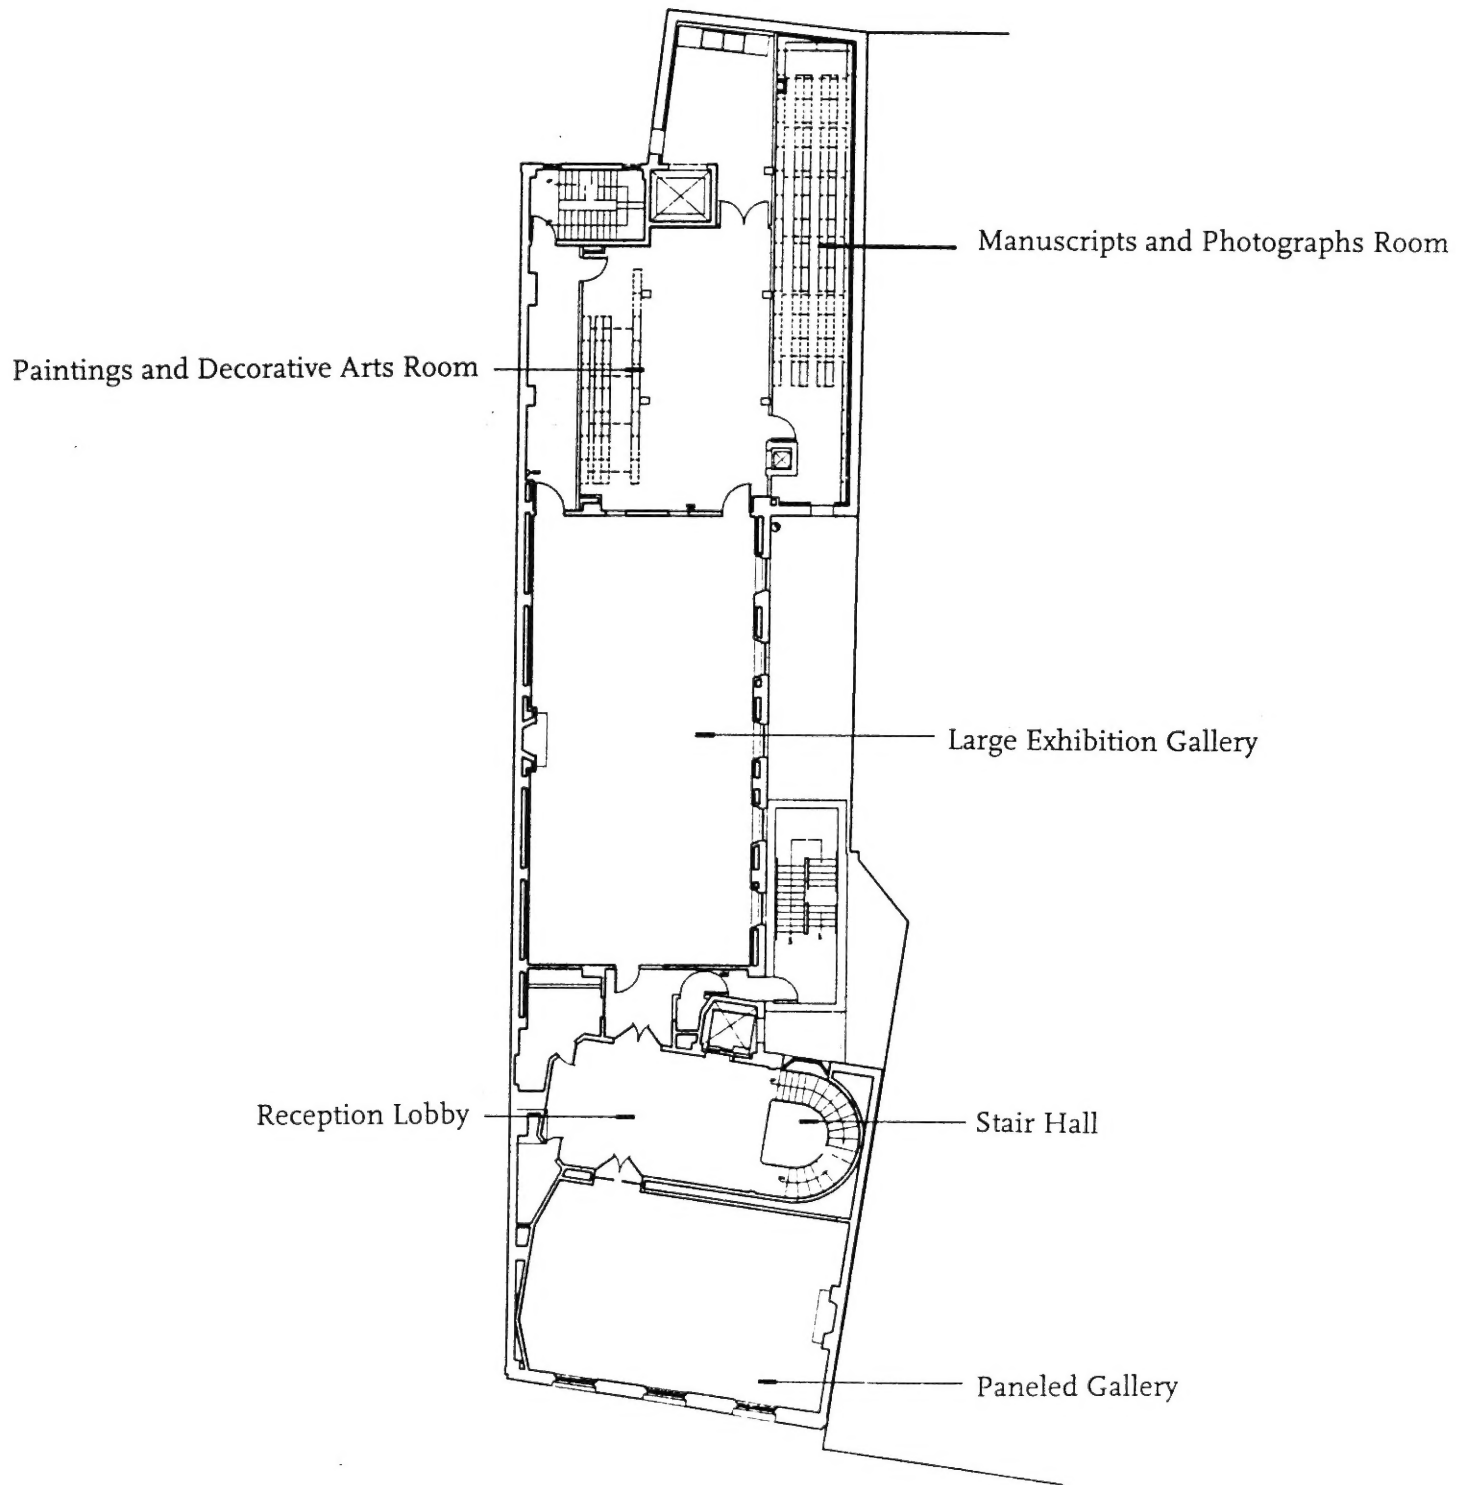 Manuscripts and Photographs Room
Paintings and Decorative Arts Room
Large Exhibition Gallery
Reception Lobby
Stair Hall
Paneled Gallery